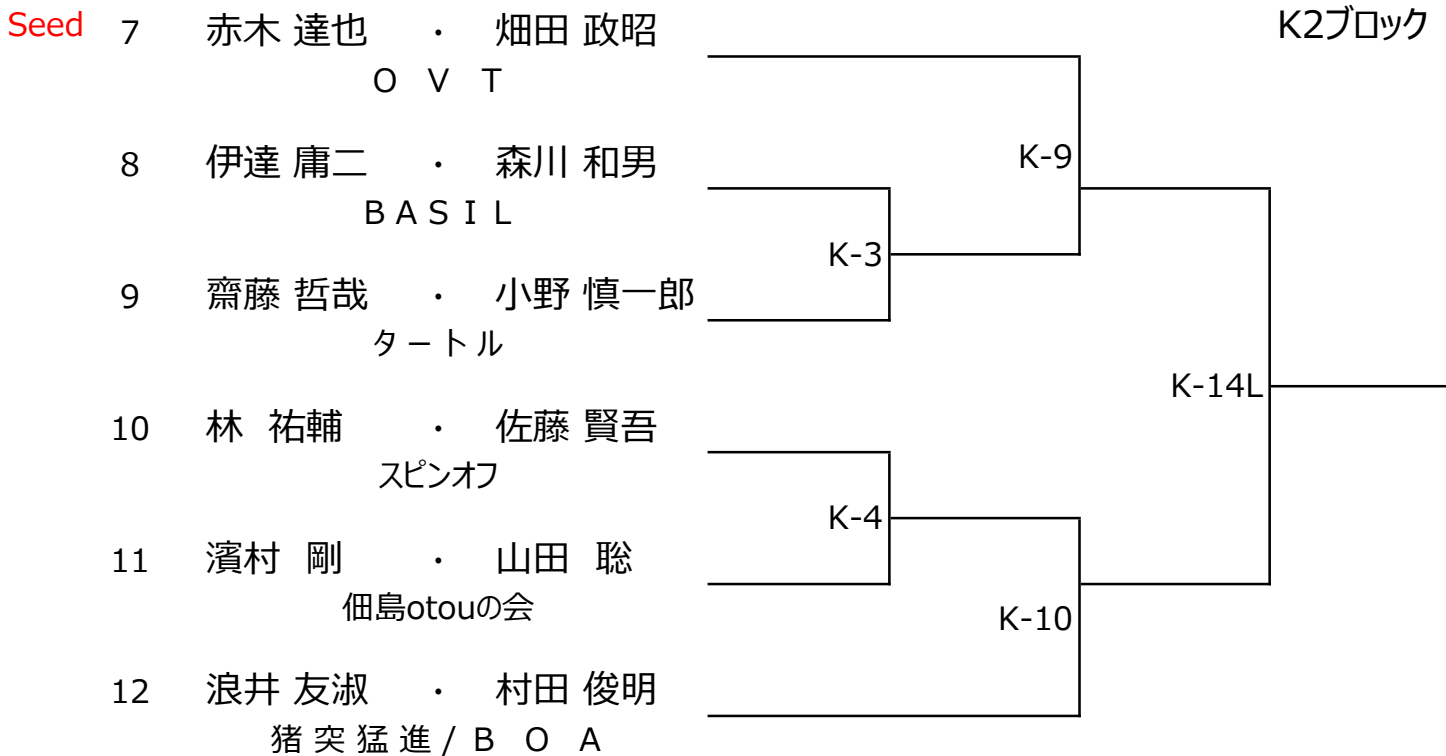 Seed 7 赤木 達也 ・ 畑田 政昭 K2ブロック
O V T
8 伊達 庸二 ・ 森川 和男 K-9
B A S I L
K-3
9 齋藤 哲哉 ・ 小野 慎一郎
タートル
K-14L
10 林 祐輔 ・ 佐藤 賢吾
スピンオフ
K-4
11 濱村 剛 ・ 山田 聡
佃島otouの会
K-10
12 浪井 友淑 ・ 村田 俊明
猪突猛進/ B O A